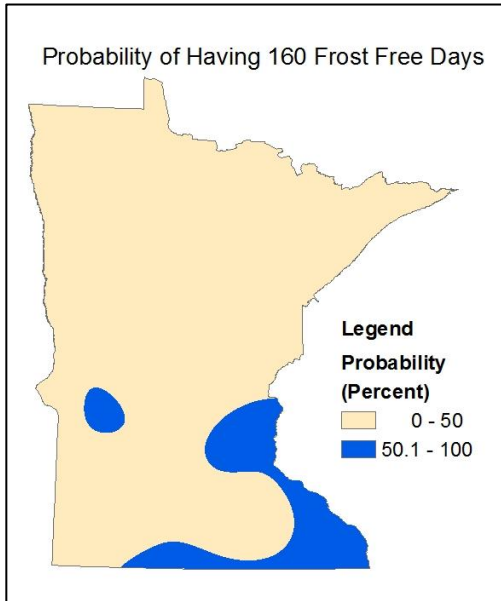 Probability of Having 160 Frost Free Days
Legend
Probability
(Percent)
0 - 50
50.1 - 100